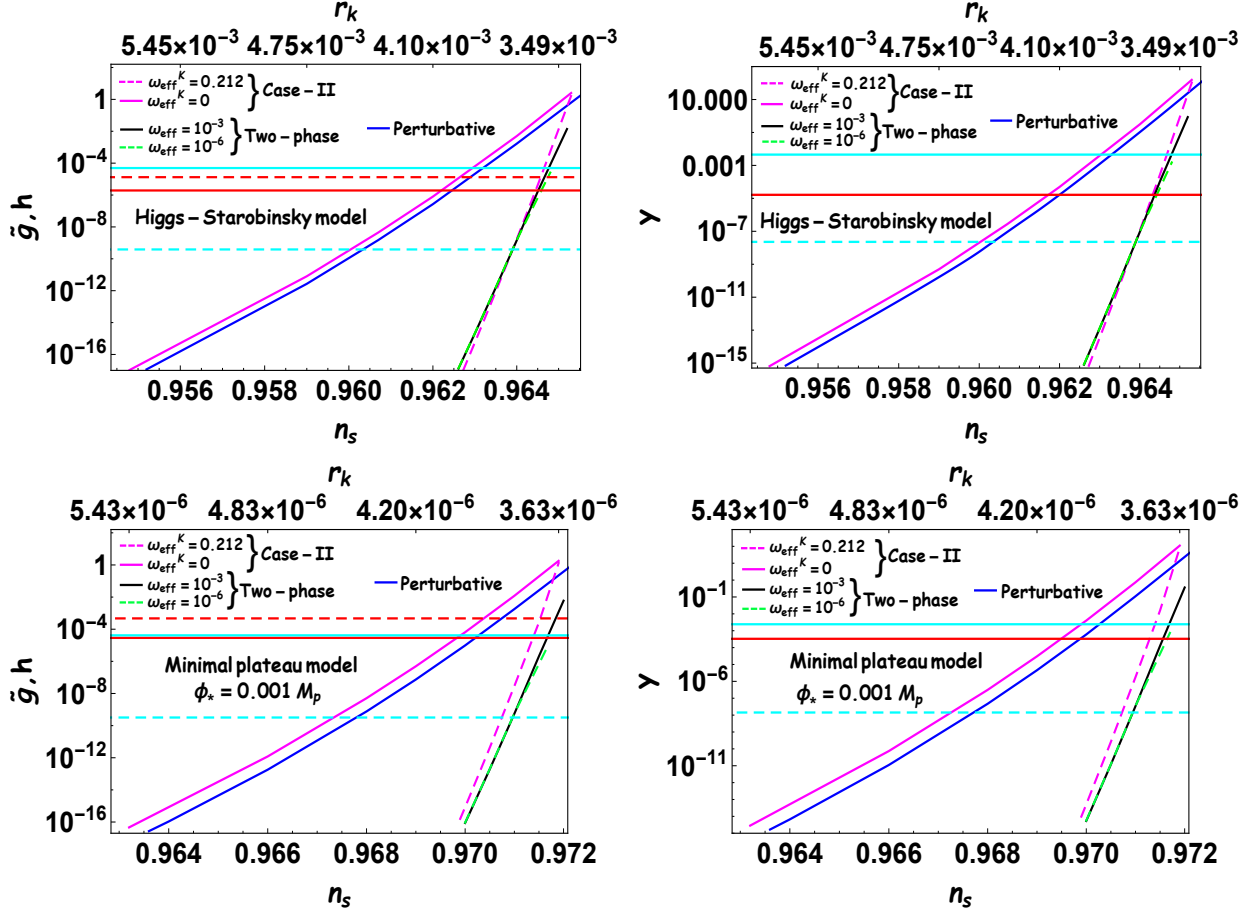 r_k
5.45×10^-3 4.75×10^-3 4.10×10^-3 3.49×10^-3
ω_eff^K = 0.212
ω_eff^K = 0
} Case - II
ω_eff = 10^-3
ω_eff = 10^-6
} Two - phase
Perturbative
Higgs - Starobinsky model
g̃, h
1
10^-4
10^-8
10^-12
10^-16
0.956 0.958 0.960 0.962 0.964
n_s
r_k
5.45×10^-3 4.75×10^-3 4.10×10^-3 3.49×10^-3
ω_eff^K = 0.212
ω_eff^K = 0
} Case - II
ω_eff = 10^-3
ω_eff = 10^-6
} Two - phase
Perturbative
Higgs - Starobinsky model
y
10.000
0.001
10^-7
10^-11
10^-15
0.956 0.958 0.960 0.962 0.964
n_s
r_k
5.43×10^-6 4.83×10^-6 4.20×10^-6 3.63×10^-6
ω_eff^K = 0.212
ω_eff^K = 0
} Case - II
ω_eff = 10^-3
ω_eff = 10^-6
} Two - phase
Perturbative
Minimal plateau model
ϕ_* = 0.001 M_p
g̃, h
1
10^-4
10^-8
10^-12
10^-16
0.964 0.966 0.968 0.970 0.972
n_s
r_k
5.43×10^-6 4.83×10^-6 4.20×10^-6 3.63×10^-6
ω_eff^K = 0.212
ω_eff^K = 0
} Case - II
ω_eff = 10^-3
ω_eff = 10^-6
} Two - phase
Perturbative
Minimal plateau model
ϕ_* = 0.001 M_p
y
10^-1
10^-6
10^-11
0.964 0.966 0.968 0.970 0.972
n_s